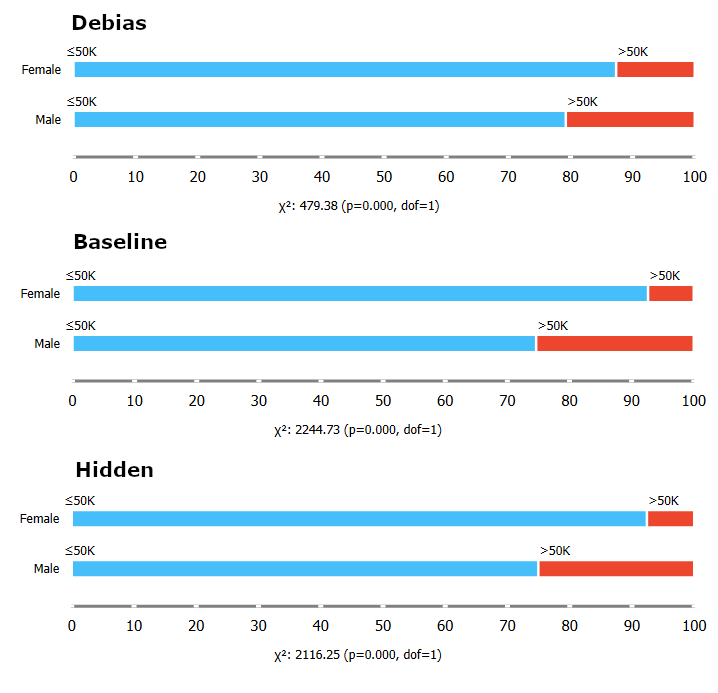 Debias
≤50K >50K
Female
≤50K >50K
Male
0 10 20 30 40 50 60 70 80 90 100
χ²: 479.38 (p=0.000, dof=1)
Baseline
≤50K >50K
Female
≤50K >50K
Male
0 10 20 30 40 50 60 70 80 90 100
χ²: 2244.73 (p=0.000, dof=1)
Hidden
≤50K >50K
Female
≤50K >50K
Male
0 10 20 30 40 50 60 70 80 90 100
χ²: 2116.25 (p=0.000, dof=1)